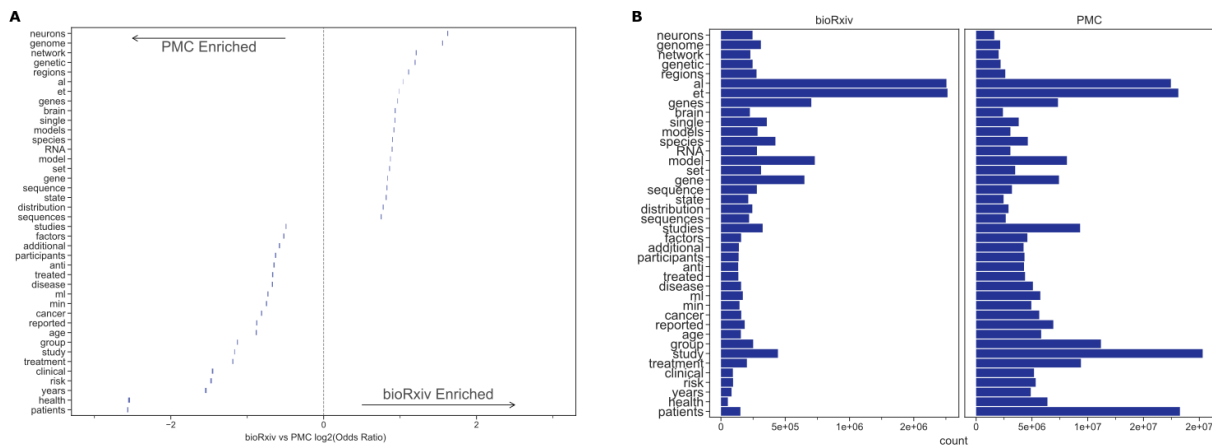 A
neurons
genome
network
genetic
regions
al
et
genes
brain
single
models
species
RNA
model
set
gene
sequence
state
distribution
sequences
studies
factors
additional
participants
anti
treated
disease
ml
min
cancer
reported
age
group
study
treatment
clinical
risk
years
health
patients
PMC Enriched
bioRxiv Enriched
−2 0 2
bioRxiv vs PMC log2(Odds Ratio)
B
bioRxiv PMC
neurons
genome
network
genetic
regions
al
et
genes
brain
single
models
species
RNA
model
set
gene
sequence
state
distribution
sequences
studies
factors
additional
participants
anti
treated
disease
ml
min
cancer
reported
age
group
study
treatment
clinical
risk
years
health
patients
0 5e+05 1e+06 2e+06 0 5e+06 1e+07 2e+07 2e+07
count